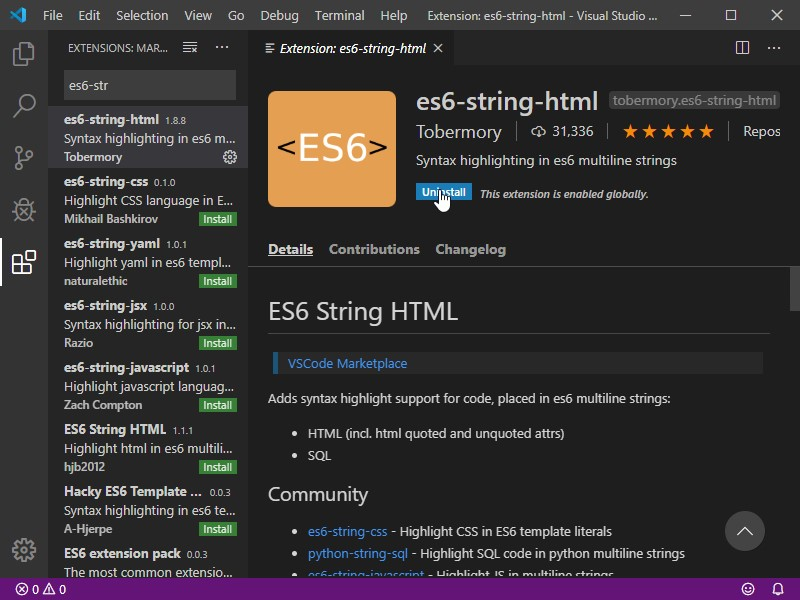 File Edit Selection View Go Debug Terminal Help Extension: es6-string-html - Visual Studio ...
EXTENSIONS: MAR...
es6-str
es6-string-html 1.8.8
Syntax highlighting in es6 m...
Tobermory
es6-string-css 0.1.0
Highlight CSS language in E...
Mikhail Bashkirov Install
es6-string-yaml 1.0.1
Highlight yaml in es6 templ...
naturalethic Install
es6-string-jsx 1.0.0
Syntax highlighting for jsx in...
Razio Install
es6-string-javascript 1.0.1
Highlight javascript languag...
Zach Compton Install
ES6 String HTML 1.1.1
Highlight html in es6 multili...
hjb2012 Install
Hacky ES6 Template ... 0.0.3
Syntax highlighting in es6 te...
A-Hjerpe Install
ES6 extension pack 0.0.3
The most common extensio...
Extension: es6-string-html
<ES6>
es6-string-html tobermory.es6-string-html
Tobermory 31,336 ★★★★★ Repos
Syntax highlighting in es6 multiline strings
Uninstall This extension is enabled globally.
Details Contributions Changelog
ES6 String HTML
VSCode Marketplace
Adds syntax highlight support for code, placed in es6 multiline strings:
• HTML (incl. html quoted and unquoted attrs)
• SQL
Community
• es6-string-css - Highlight CSS in ES6 template literals
• python-string-sql - Highlight SQL code in python multiline strings
• es6-string-javascript - Highlight JS in multiline strings
0 0